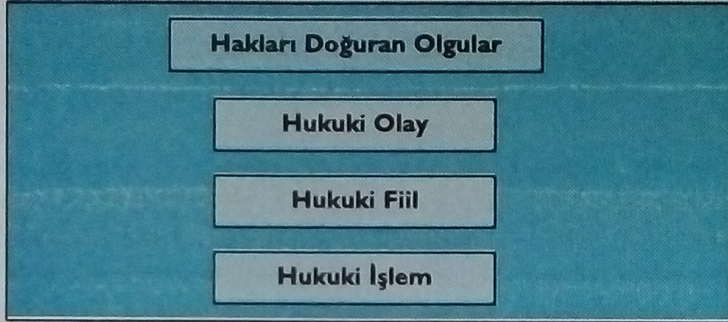 Hakları Doğuran Olgular
Hukuki Olay
Hukuki Fiil
Hukuki İşlem